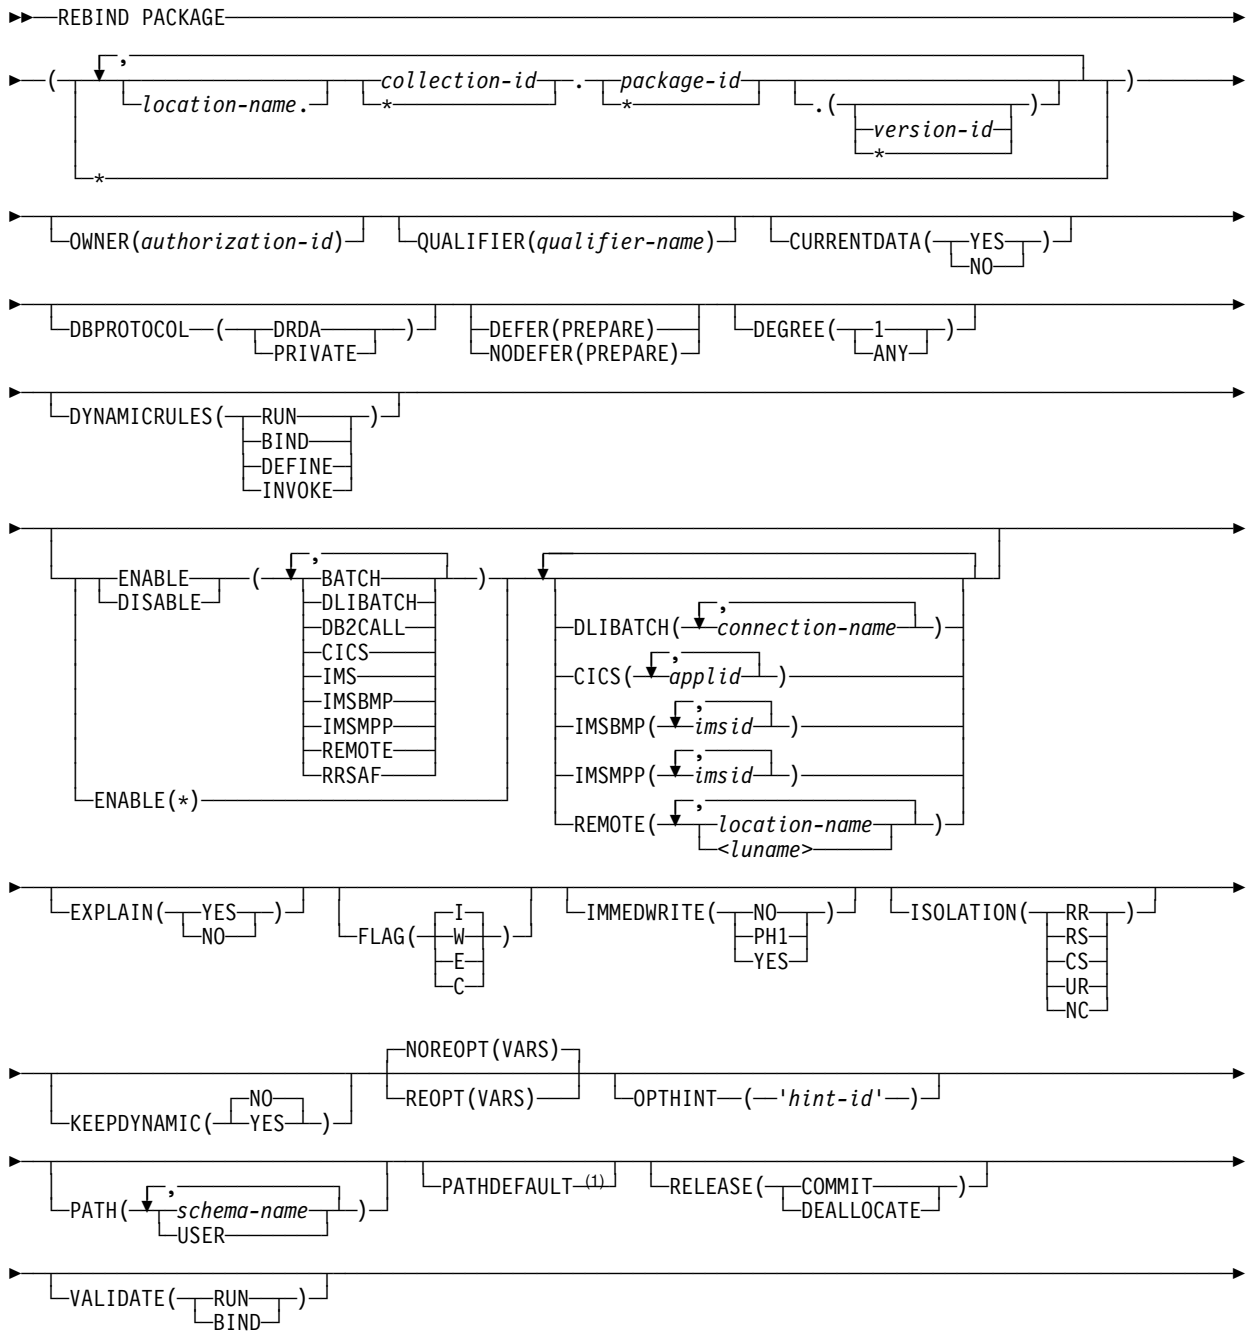 REBIND PACKAGE
,
( location-name. collection-id . package-id )
* * .( version-id )
*
*
OWNER(authorization-id) QUALIFIER(qualifier-name) CURRENTDATA( YES )
NO
DBPROTOCOL ( DRDA ) DEFER(PREPARE) DEGREE( 1 )
PRIVATE NODEFER(PREPARE) ANY
DYNAMICRULES( RUN )
BIND
DEFINE
INVOKE
ENABLE ( , BATCH )
DISABLE DLIBATCH
DB2CALL
CICS
IMS
IMSBMP
IMSMPP
REMOTE
RRSAF
ENABLE(*)
,
DLIBATCH( connection-name )
,
CICS( applid )
,
IMSBMP( imsid )
,
IMSMPP( imsid )
,
REMOTE( location-name )
<luname>
EXPLAIN( YES ) FLAG( I ) IMMEDWRITE( NO ) ISOLATION( RR )
NO W PH1 RS
E YES CS
C UR
NC
NOREOPT(VARS)
KEEPDYNAMIC( NO ) REOPT(VARS) OPTHINT ( 'hint-id' )
YES
,
PATH( schema-name ) PATHDEFAULT (1) RELEASE( COMMIT )
USER DEALLOCATE
VALIDATE( RUN )
BIND